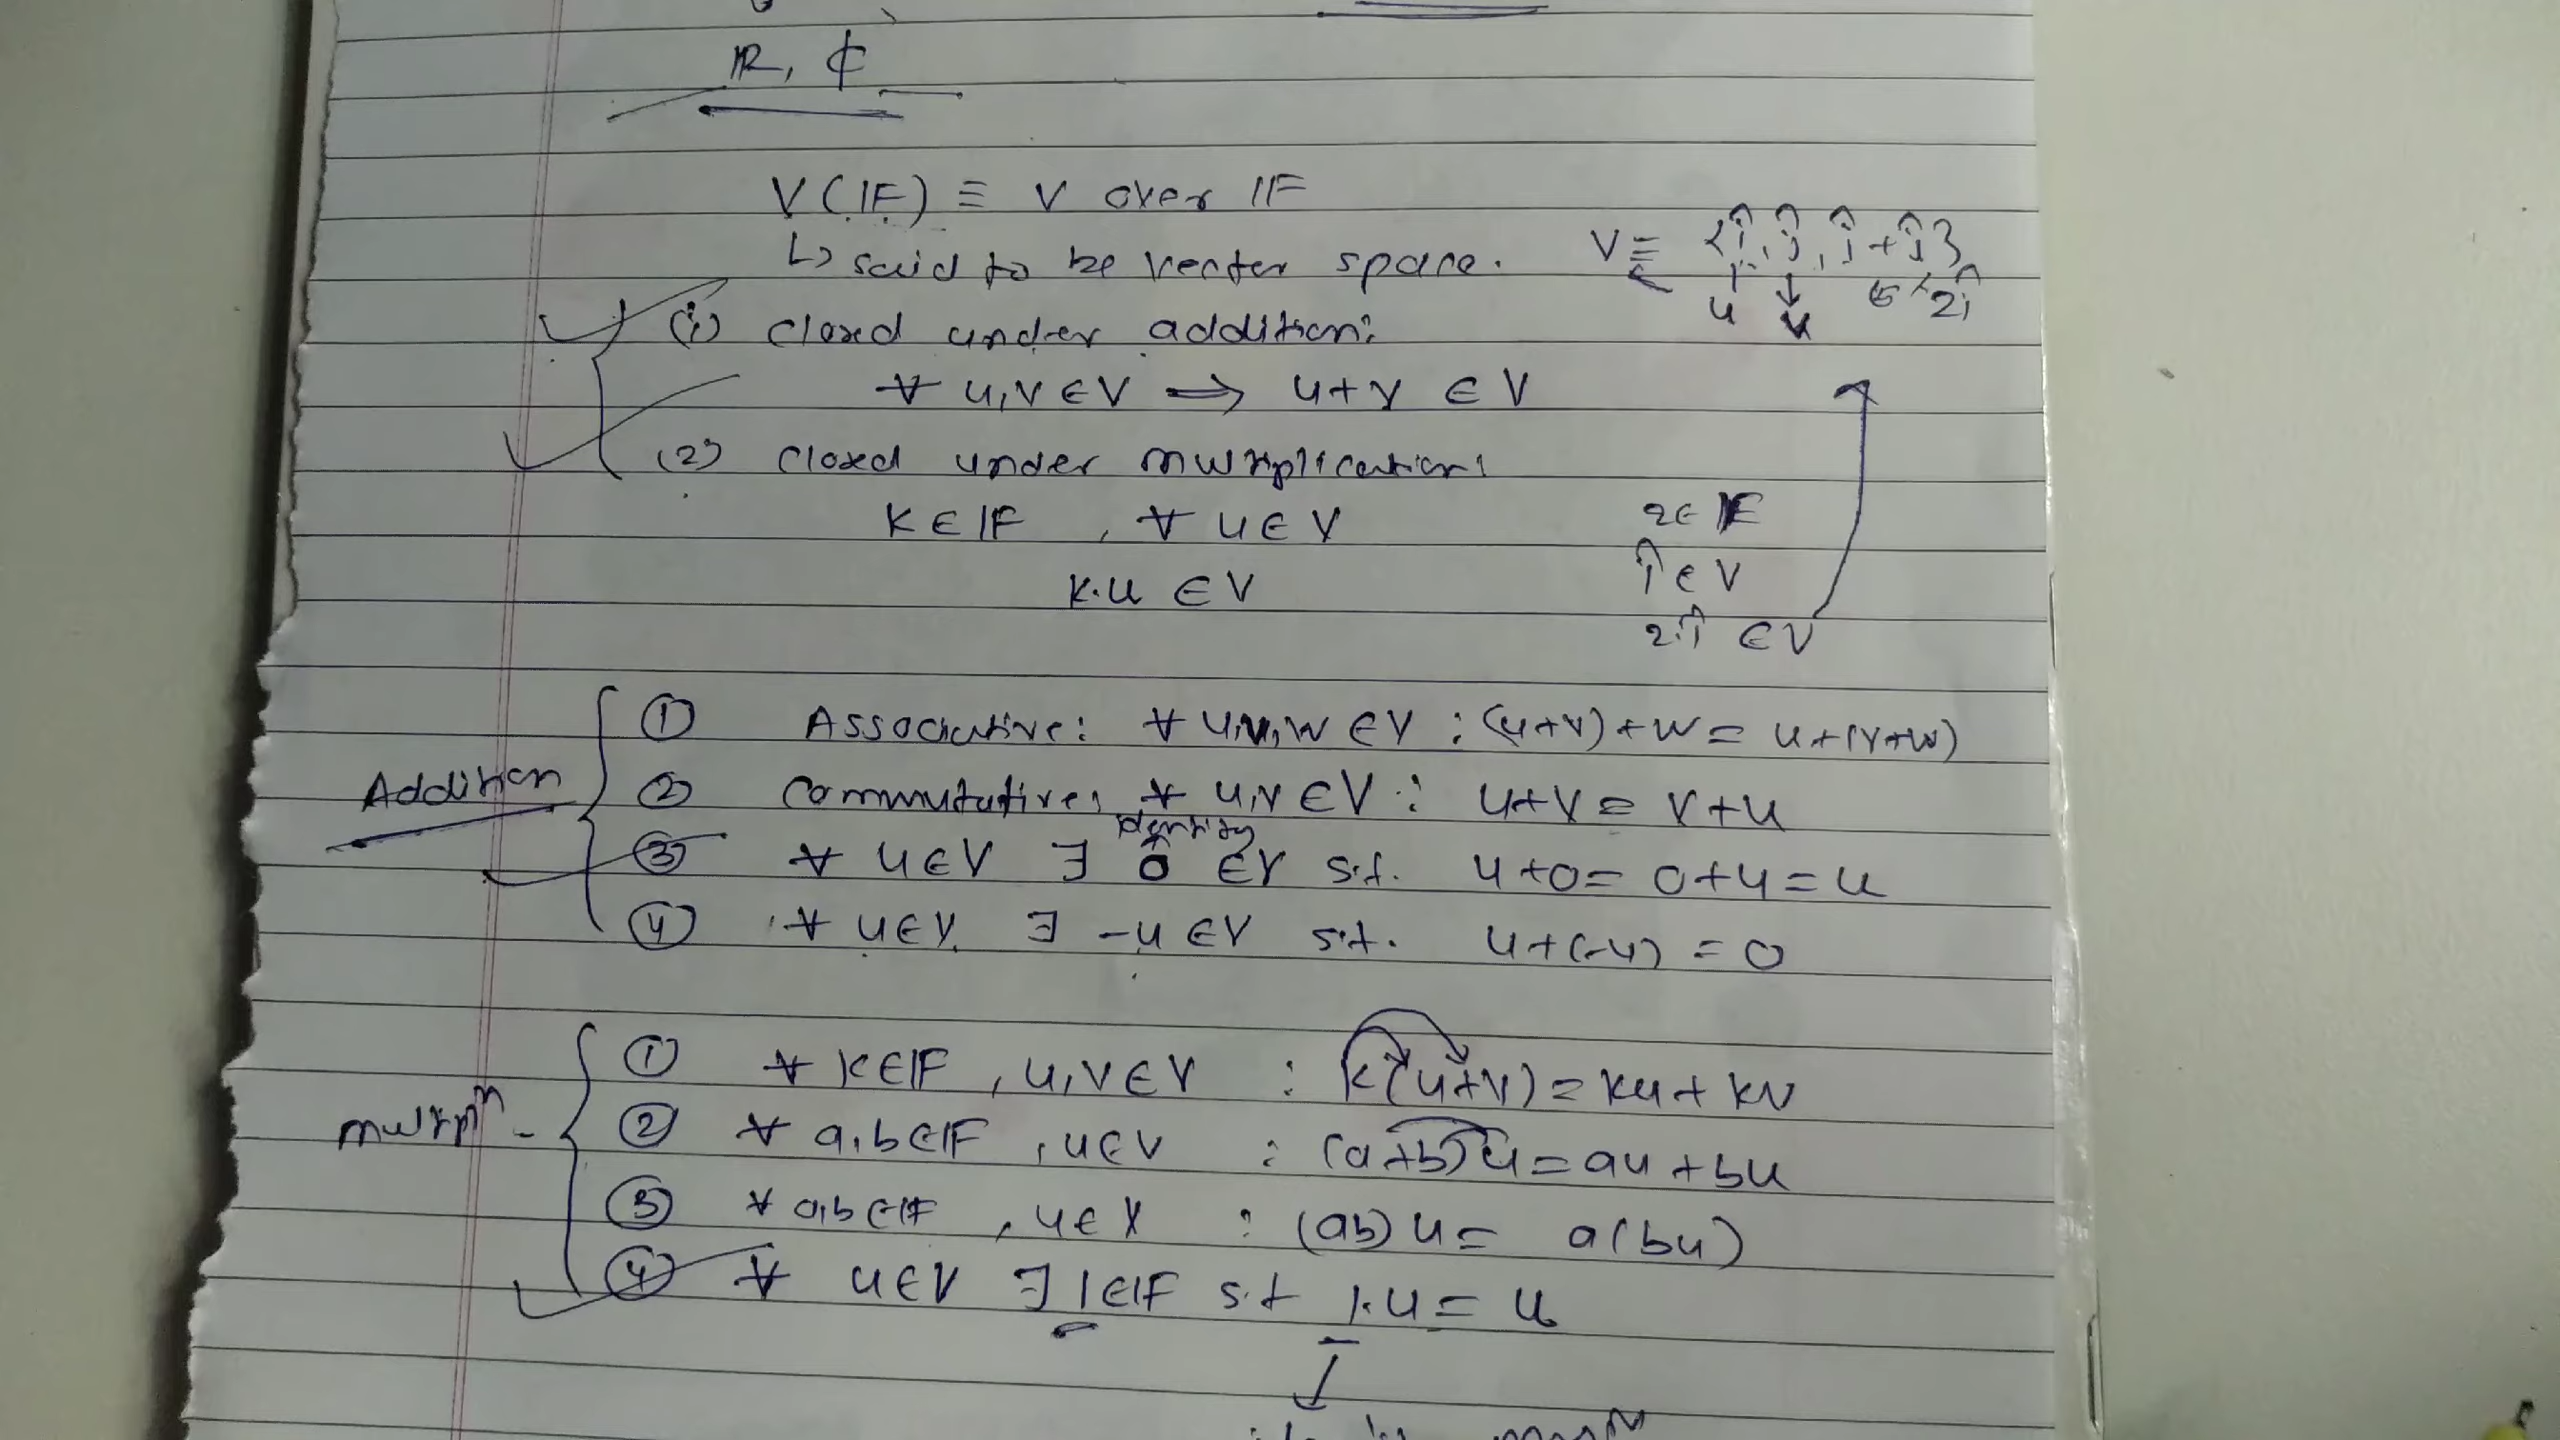 ℝ, ₵
V(𝔽) ≡ V over 𝔽
↳ said to be vector space.
V ≡ {î, ĵ, î + ĵ}
u v 2î
(i) closed under addition:
∀ u,v ∈ V ⟹ u+v ∈ V
(2) closed under multiplication:
K ∈ 𝔽 , ∀ u ∈ V
2 ∈ 𝔽
K.u ∈ V
î ∈ V
2.î ∈ V
Addition
① Associative: ∀ u,v,w ∈ V : (u+v)+w = u+(v+w)
② Commutative: ∀ u,v ∈ V : u+v = v+u
identity
③ ∀ u ∈ V ∃ 0 ∈ V s.t. u+0 = 0+u = u
④ ∀ u ∈ V ∃ -u ∈ V s.t. u+(-u) = 0
multipⁿ -
① ∀ K ∈ 𝔽 , u,v ∈ V : K(u+v) = Ku + Kv
② ∀ a,b ∈ 𝔽 , u ∈ V : (a+b)u = au + bu
③ ∀ a,b ∈ 𝔽 , u ∈ V : (ab)u = a(bu)
④ ∀ u ∈ V ∃ 1 ∈ 𝔽 s.t 1.u = u